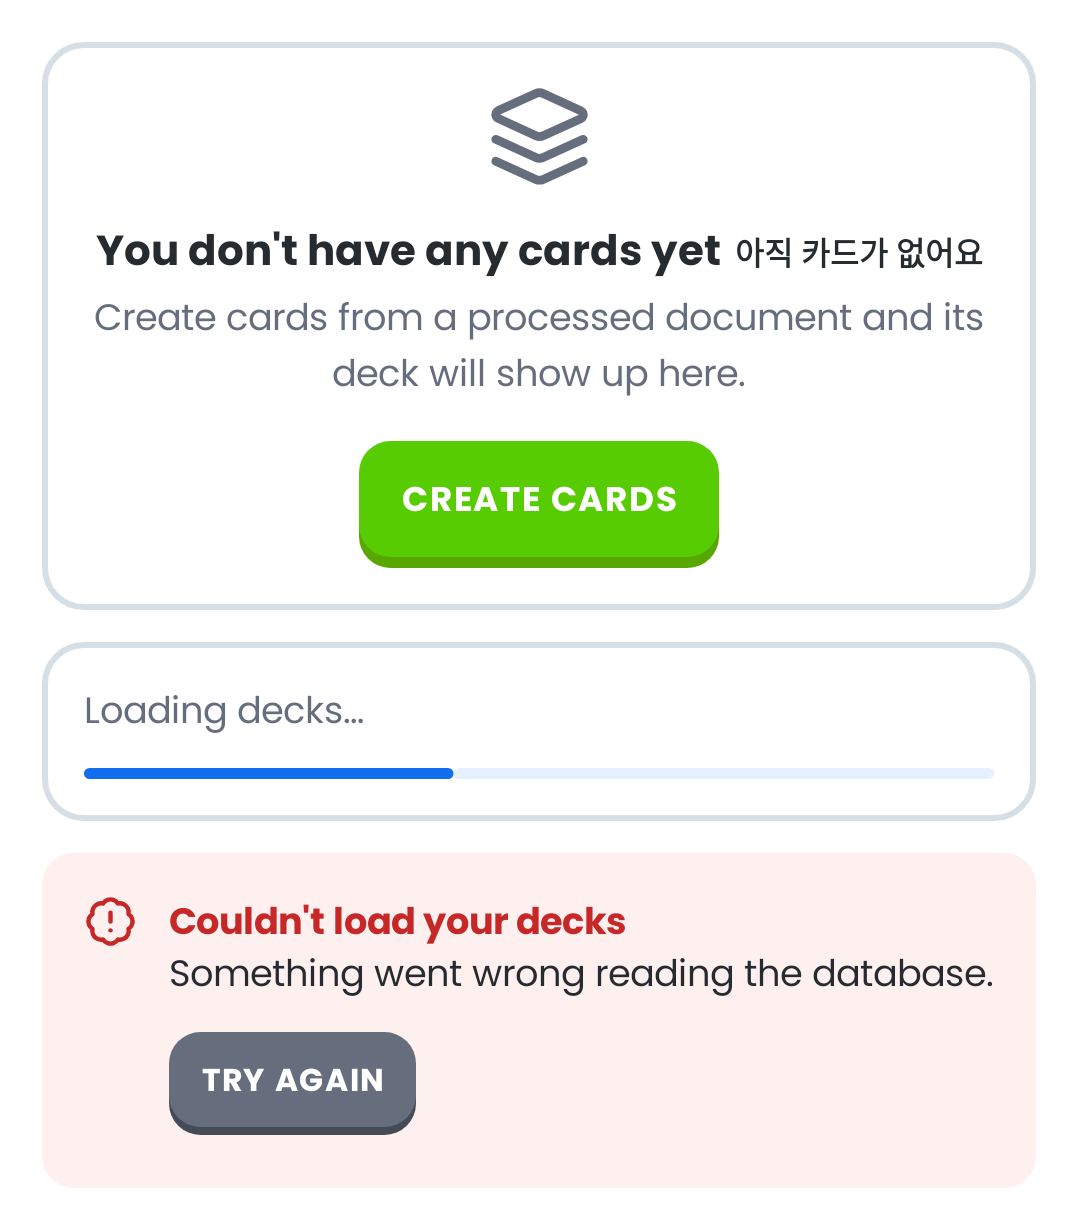 You don't have any cards yet 아직 카드가 없어요
Create cards from a processed document and its
deck will show up here.
CREATE CARDS
Loading decks...
Couldn't load your decks
Something went wrong reading the database.
TRY AGAIN